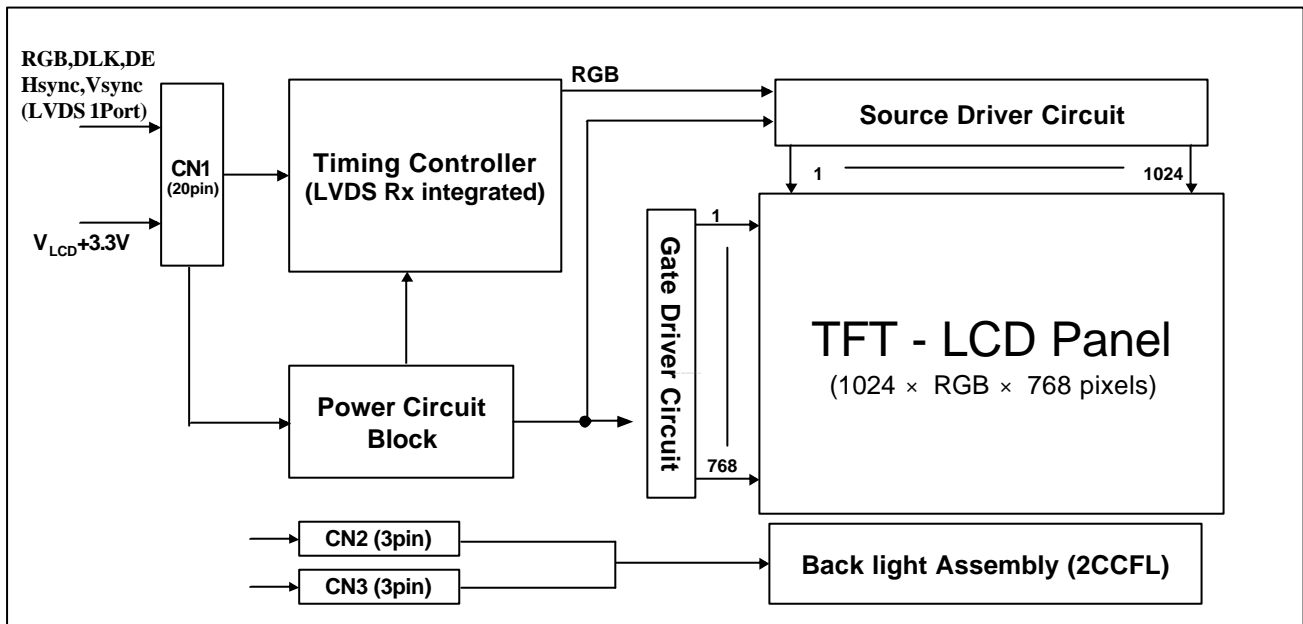 RGB,DLK,DE
Hsync,Vsync
(LVDS 1Port)
CN1
(20pin)
VLCD+3.3V
Timing Controller
(LVDS Rx integrated)
RGB
Source Driver Circuit
1
1024
Gate Driver Circuit
1
768
TFT - LCD Panel
(1024 × RGB × 768 pixels)
Power Circuit
Block
CN2 (3pin)
CN3 (3pin)
Back light Assembly (2CCFL)